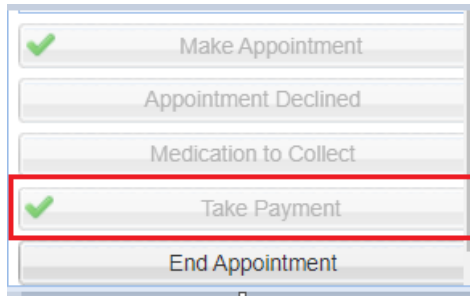 Make Appointment
Appointment Declined
Medication to Collect
Take Payment
End Appointment